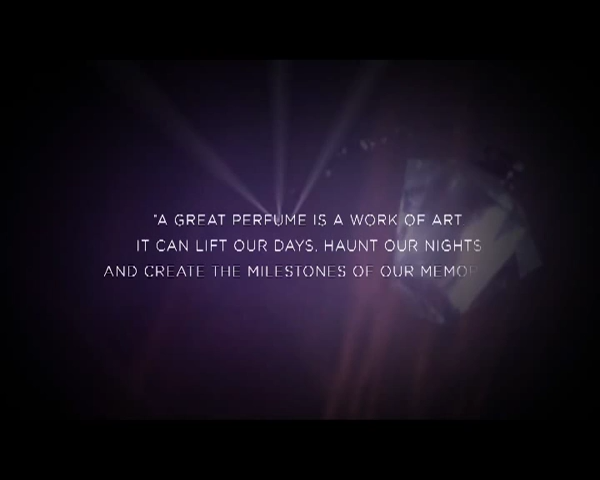 "A GREAT PERFUME IS A WORK OF ART
IT CAN LIFT OUR DAYS, HAUNT OUR NIGHTS
AND CREATE THE MILESTONES OF OUR MEMOR